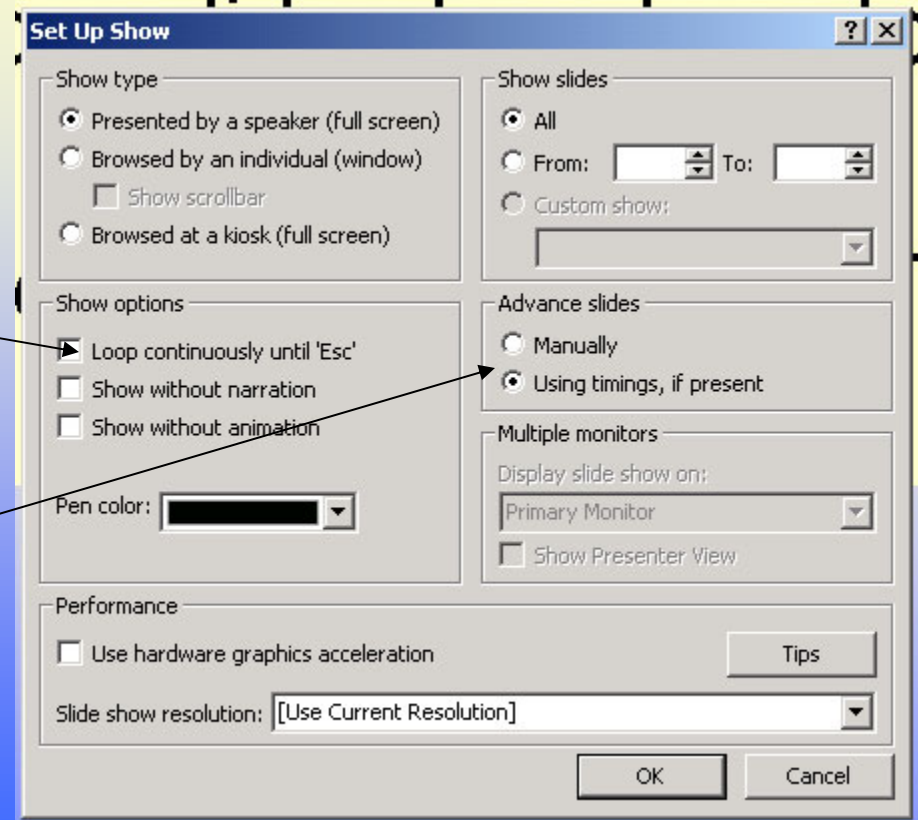 Set Up Show
Show type
Presented by a speaker (full screen)
Browsed by an individual (window)
Show scrollbar
Browsed at a kiosk (full screen)
Show slides
All
From: To:
Custom show:
Show options
Loop continuously until 'Esc'
Show without narration
Show without animation
Pen color:
Advance slides
Manually
Using timings, if present
Multiple monitors
Display slide show on:
Primary Monitor
Show Presenter View
Performance
Use hardware graphics acceleration
Tips
Slide show resolution: [Use Current Resolution]
OK Cancel